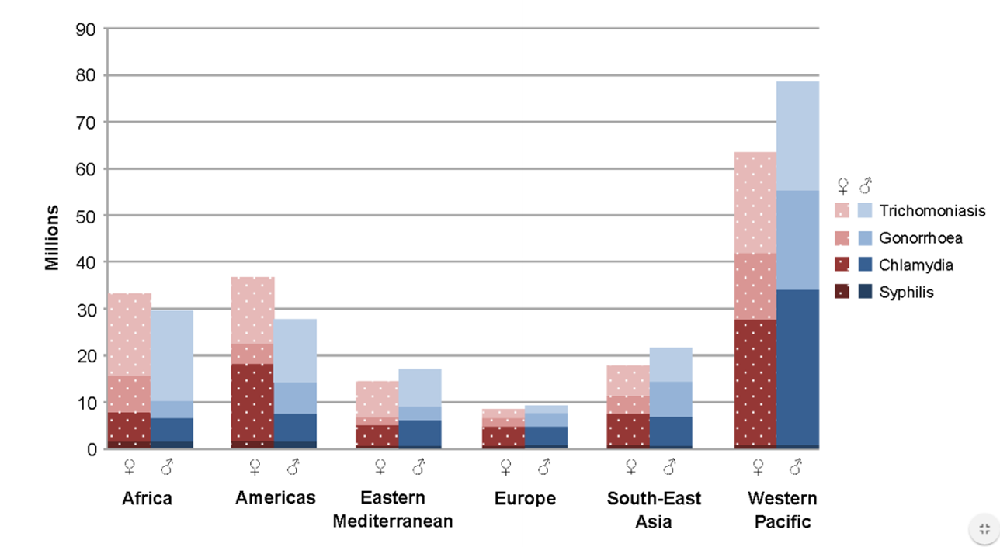 90
80
70
60
50
40
30
20
10
0
Millions
♀ ♂
Trichomoniasis
Gonorrhoea
Chlamydia
Syphilis
♀ ♂ ♀ ♂ ♀ ♂ ♀ ♂ ♀ ♂ ♀ ♂
Africa
Americas
Eastern
Mediterranean
Europe
South-East
Asia
Western
Pacific